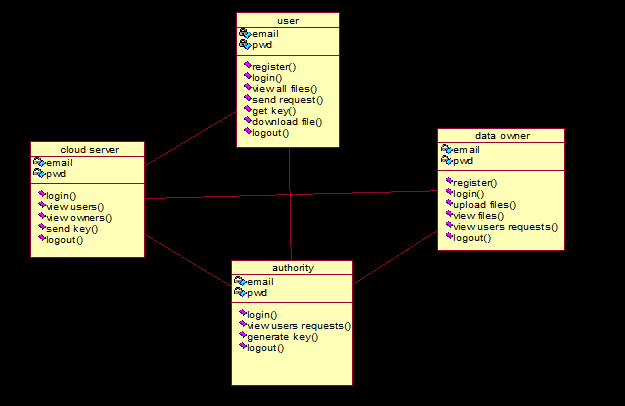 user
email
pwd
register()
login()
view all files()
send request()
get key()
download file()
logout()
cloud server
email
pwd
login()
view users()
view owners()
send key()
logout()
data owner
email
pwd
register()
login()
upload files()
view files()
view users requests()
logout()
authority
email
pwd
login()
view users requests()
generate key()
logout()